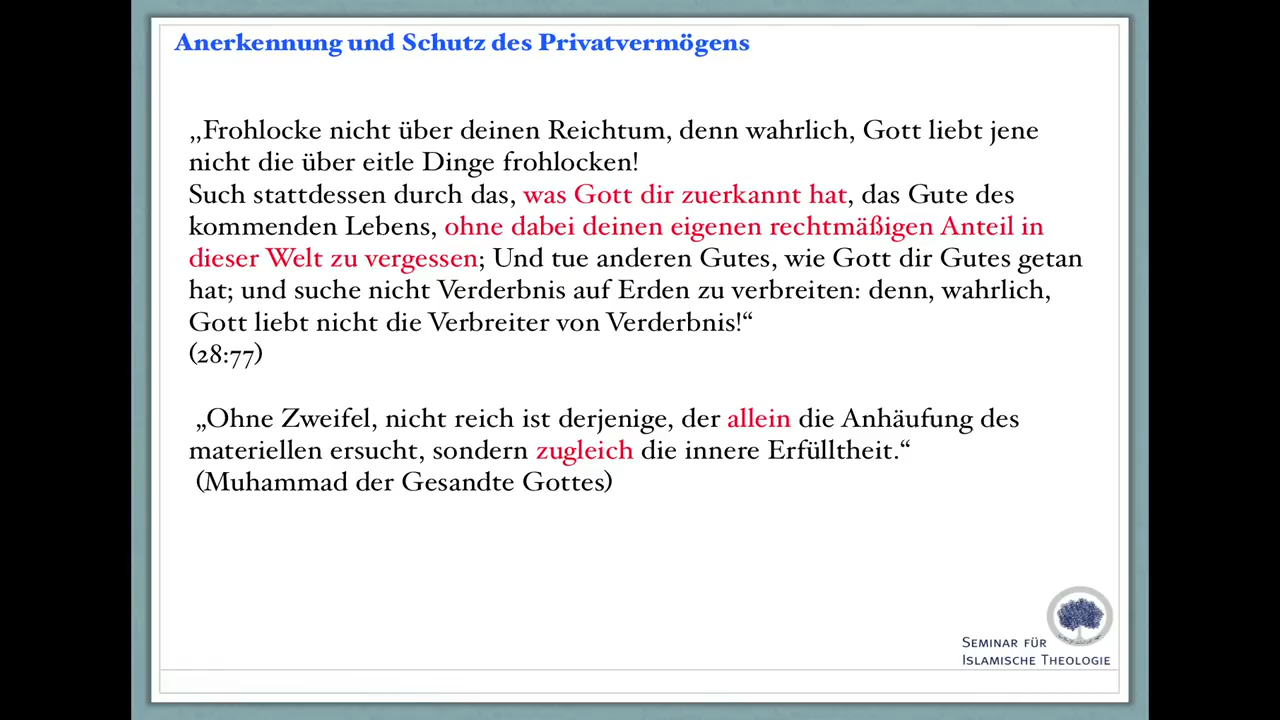 Anerkennung und Schutz des Privatvermögens
„Frohlocke nicht über deinen Reichtum, denn wahrlich, Gott liebt jene
nicht die über eitle Dinge frohlocken!
Such stattdessen durch das, was Gott dir zuerkannt hat, das Gute des
kommenden Lebens, ohne dabei deinen eigenen rechtmäßigen Anteil in
dieser Welt zu vergessen; Und tue anderen Gutes, wie Gott dir Gutes getan
hat; und suche nicht Verderbnis auf Erden zu verbreiten: denn, wahrlich,
Gott liebt nicht die Verbreiter von Verderbnis!“
(28:77)
„Ohne Zweifel, nicht reich ist derjenige, der allein die Anhäufung des
materiellen ersucht, sondern zugleich die innere Erfülltheit.“
(Muhammad der Gesandte Gottes)
Seminar für
Islamische Theologie